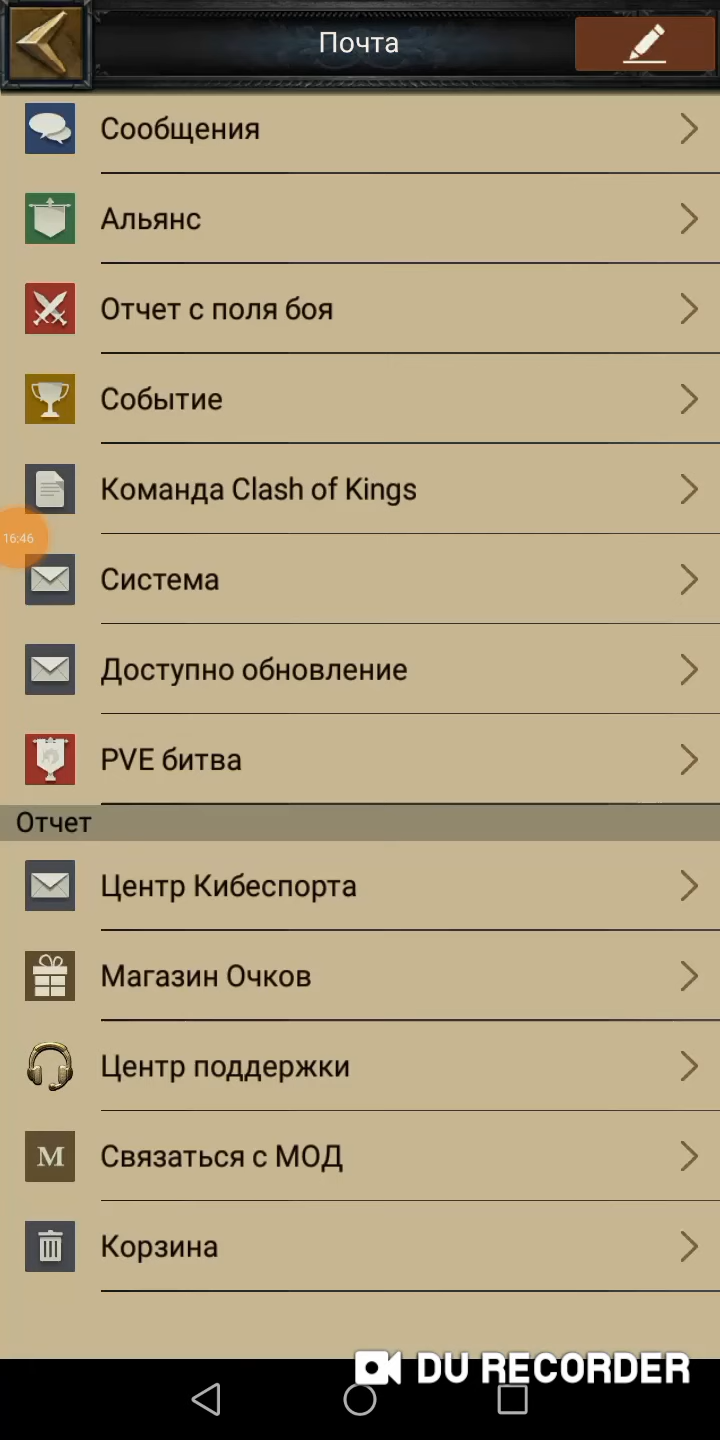 Почта
Сообщения
Альянс
Отчет с поля боя
Событие
Команда Clash of Kings
16:46
Система
Доступно обновление
PVE битва
Отчет
Центр Кибеспорта
Магазин Очков
Центр поддержки
M
Связаться с МОД
Корзина
DU RECORDER